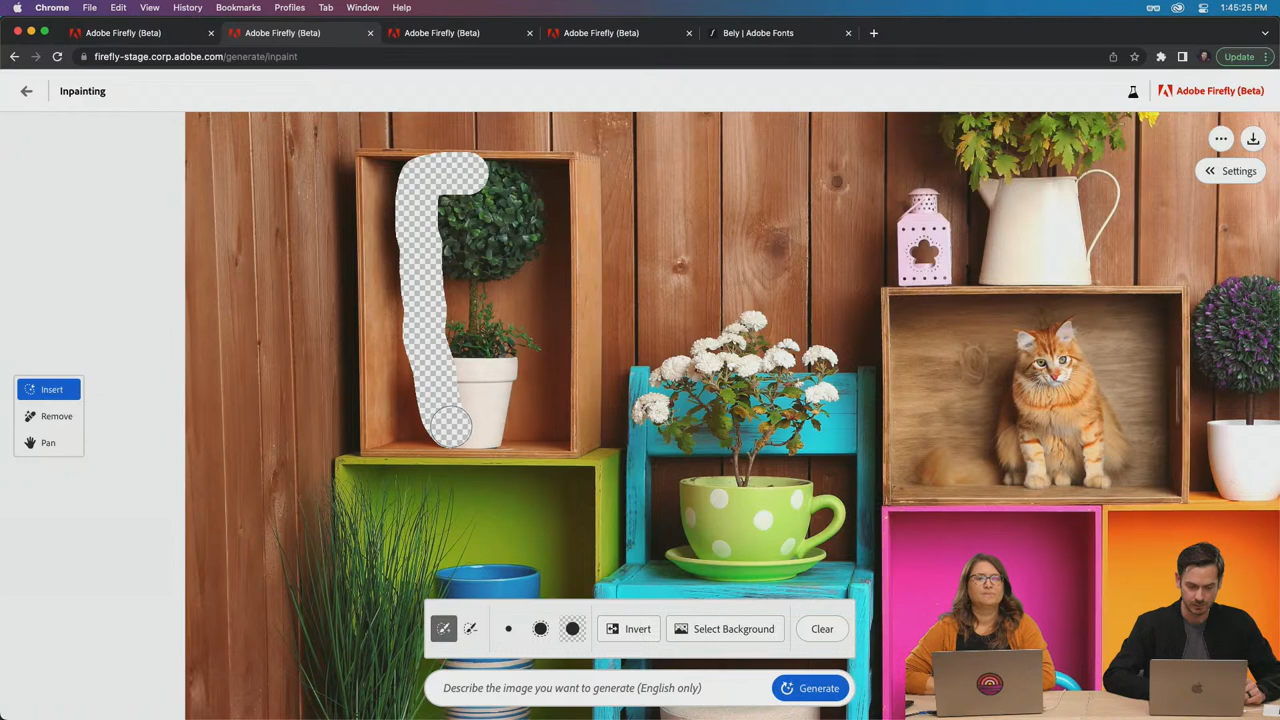 Chrome File Edit View History Bookmarks Profiles Tab Window Help 1:45:25 PM
Adobe Firefly (Beta) Adobe Firefly (Beta) Adobe Firefly (Beta) Adobe Firefly (Beta) Bely | Adobe Fonts
firefly-stage.corp.adobe.com/generate/inpaint Update
Inpainting Adobe Firefly (Beta)
Settings
Insert
Remove
Pan
Invert Select Background Clear
Describe the image you want to generate (English only) Generate